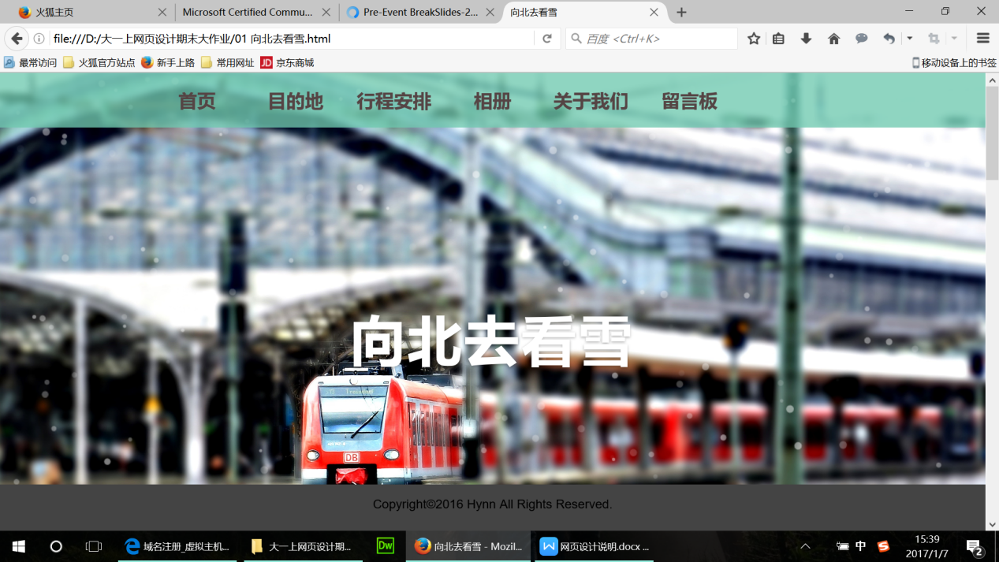 火狐主页
Microsoft Certified Commu...
Pre-Event BreakSlides-2...
向北去看雪
file:///D:/大一上网页设计期末大作业/01 向北去看雪.html
百度 <Ctrl+K>
最常访问
火狐官方站点
新手上路
常用网址
JD
京东商城
移动设备上的书签
首页
目的地
行程安排
相册
关于我们
留言板
_向北去看雪
DB
Copyright©2016 Hynn All Rights Reserved.
域名注册_虚拟主机...
大一上网页设计期...
Dw
向北去看雪 - Mozil...
W
网页设计说明.docx ...
中
S
15:39
2017/1/7
2